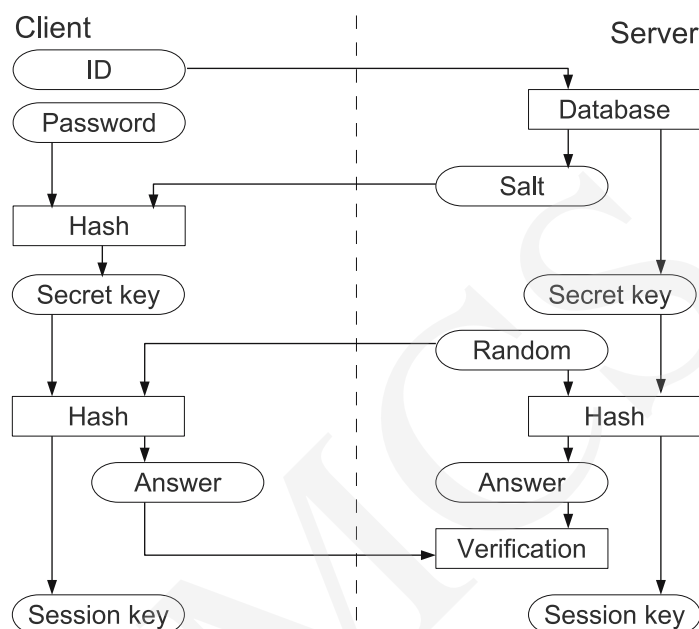 Client
Server
ID
Password
Database
Salt
Hash
Secret key
Secret key
Random
Hash
Hash
Answer
Answer
Verification
Session key
Session key
MCS